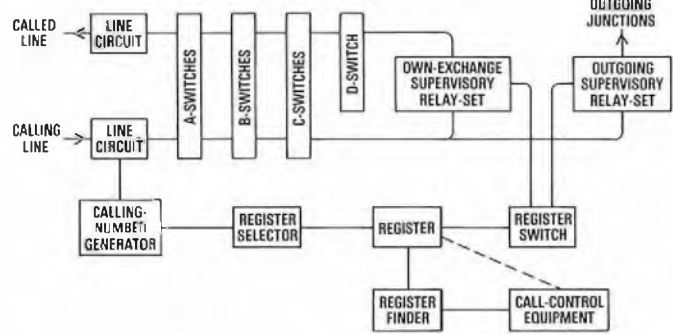 OUTGOING
JUNCTIONS
CALLED
LINE
LINE
CIRCUIT
A-SWITCHES
B-SWITCHES
C-SWITCHES
D-SWITCH
OWN-EXCHANGE
SUPERVISORY
RELAY-SET
OUTGOING
SUPERVISORY
RELAY-SET
CALLING
LINE
LINE
CIRCUIT
CALLING-
NUMBER
GENERATOR
REGISTER
SELECTOR
REGISTER
REGISTER
SWITCH
REGISTER
FINDER
CALL-CONTROL
EQUIPMENT